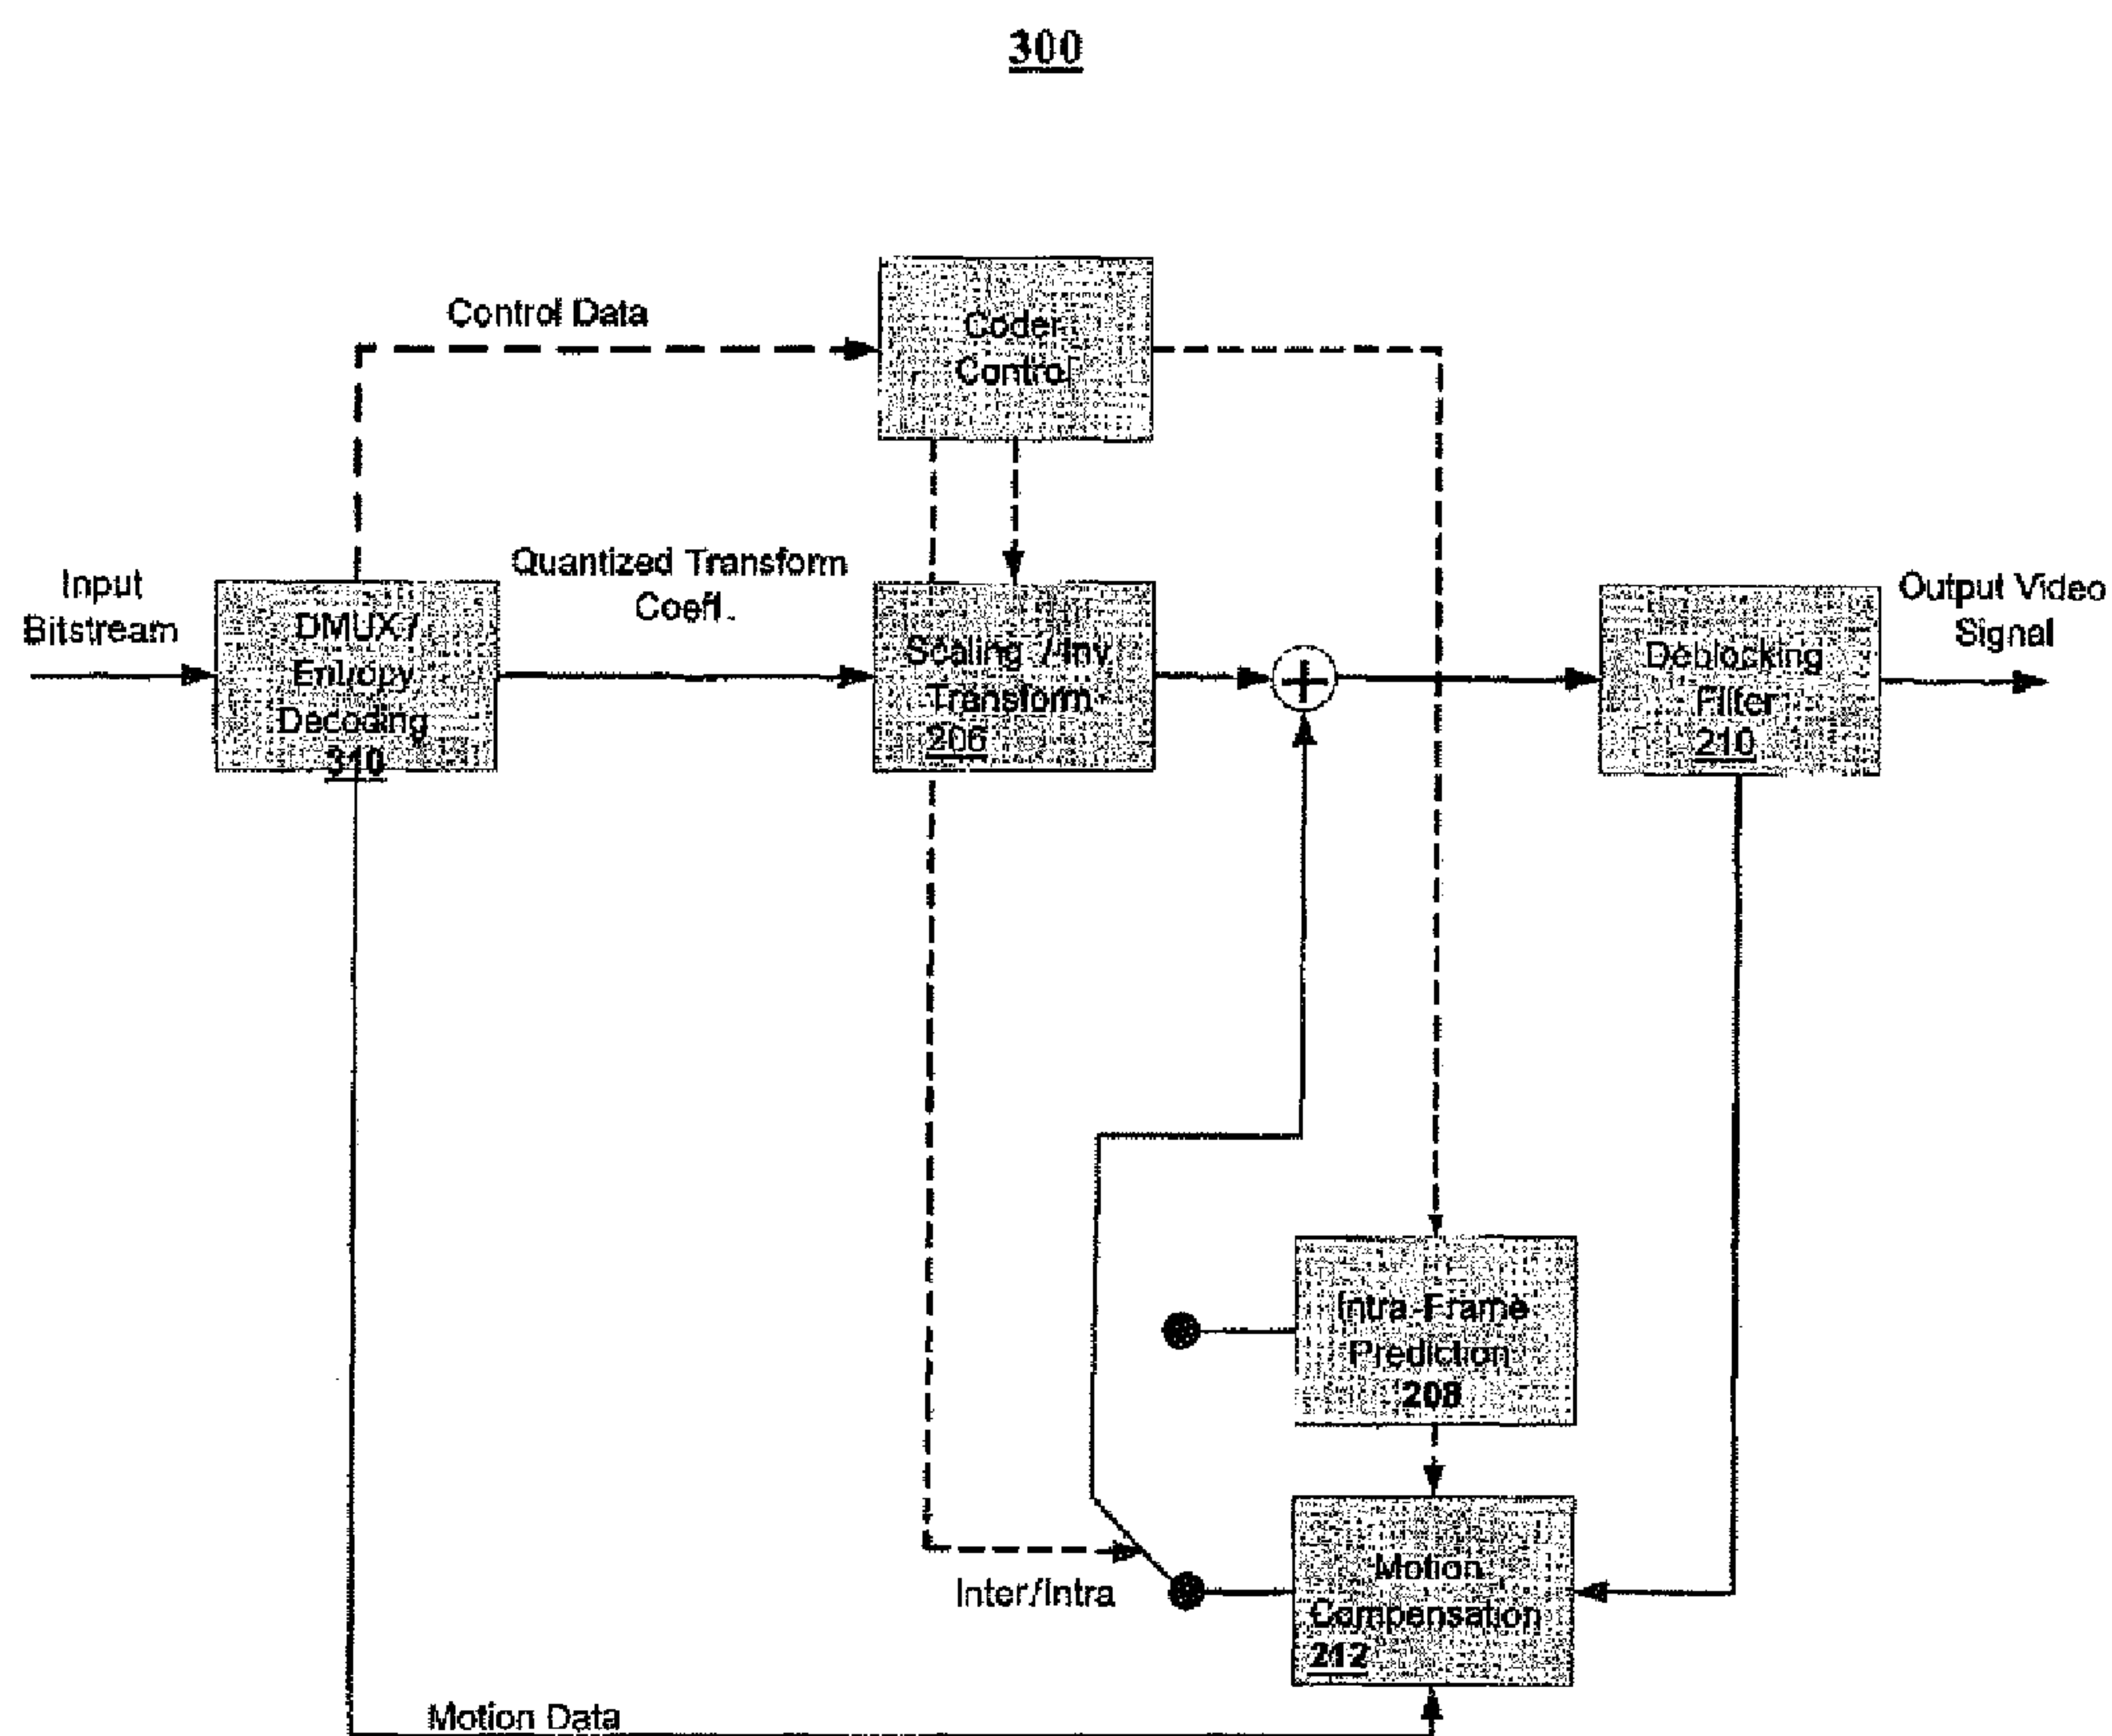 300
Control Data
Coder
Control
Input
Bitstream
DMUX /
Entropy
Decoding
310
Quantized Transform
Coeff.
Scaling / Inv.
Transform
206
Deblocking
Filter
210
Output Video
Signal
Intra-Frame
Prediction
208
Inter/Intra
Motion
Compensation
212
Motion Data